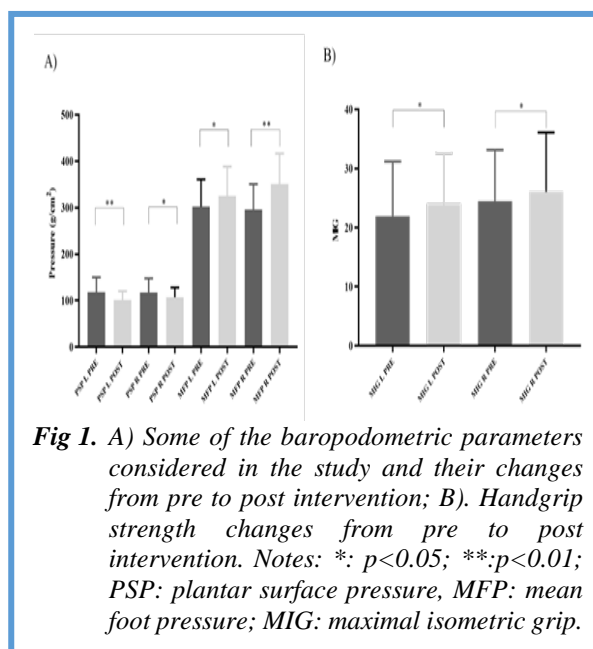 A)
B)
**
*
*
**
*
*
Pressure (g/cm²)
500
400
300
200
100
0
PSP L PRE
PSP L POST
PSP R PRE
PSP R POST
MFP L PRE
MFP L POST
MFP R PRE
MFP R POST
MIG
40
30
20
10
0
MIG L PRE
MIG L POST
MIG R PRE
MIG R POST
Fig 1. A) Some of the baropodometric parameters
considered in the study and their changes
from pre to post intervention; B). Handgrip
strength changes from pre to post
intervention. Notes: *: p<0.05; **:p<0.01;
PSP: plantar surface pressure, MFP: mean
foot pressure; MIG: maximal isometric grip.